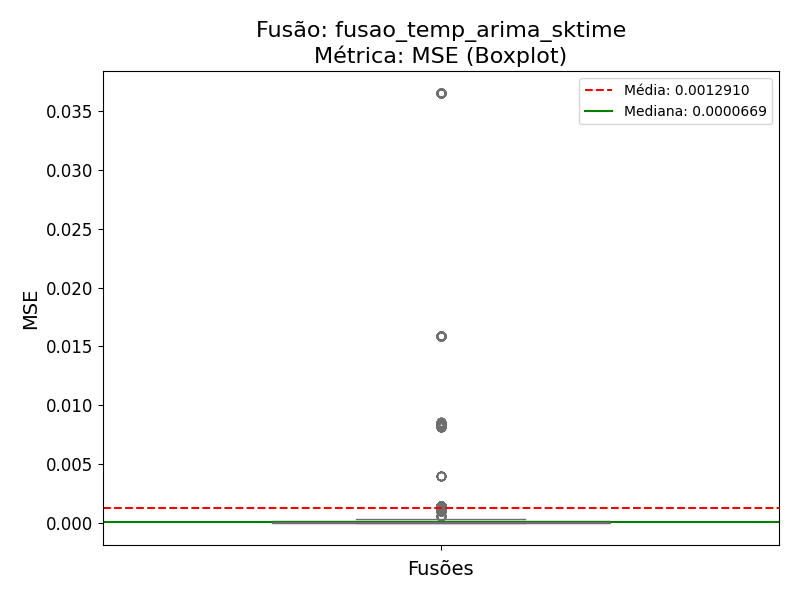 Fusão: fusao_temp_arima_sktime
Métrica: MSE (Boxplot)
Média: 0.0012910
Mediana: 0.0000669
0.035
0.030
0.025
0.020
0.015
0.010
0.005
0.000
MSE
Fusões